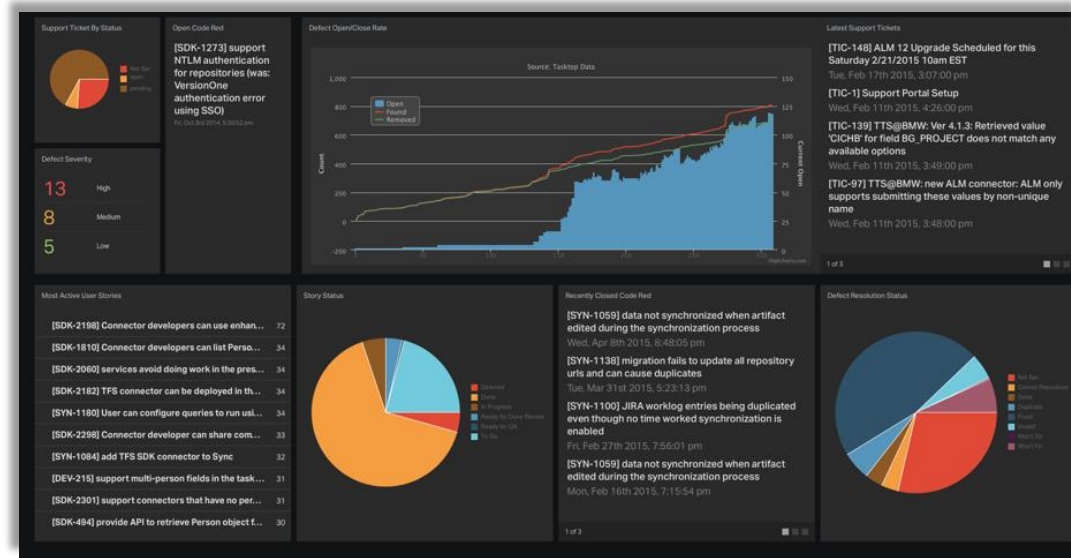 Support Ticket By Status
Not Set
open
pending
Open Code Red
[SDK-1273] support
NTLM authentication
for repositories (was:
VersionOne
authentication error
using SSO)
Fri, Oct 3rd 2014, 5:30:02 pm
Defect Severity
13 High
8 Medium
5 Low
Defect Open/Close Rate
Source: Tasktop Data
Open
Found
Removed
1,000
800
600
400
200
0
-200
Count
150
125
100
75
50
25
0
Current Open
0 50 100 150 200 250 300
Highcharts.com
Latest Support Tickets
[TIC-148] ALM 12 Upgrade Scheduled for this
Saturday 2/21/2015 10am EST
Tue, Feb 17th 2015, 3:07:00 pm
[TIC-1] Support Portal Setup
Wed, Feb 11th 2015, 4:26:00 pm
[TIC-139] TTS@BMW: Ver 4.1.3: Retrieved value
'CICHB' for field BG_PROJECT does not match any
available options
Wed, Feb 11th 2015, 3:49:00 pm
[TIC-97] TTS@BMW: new ALM connector: ALM only
supports submitting these values by non-unique
name
Wed, Feb 11th 2015, 3:48:00 pm
1 of 3
Most Active User Stories
[SDK-2198] Connector developers can use enhan... 72
[SDK-1810] Connector developers can list Perso... 34
[SDK-2060] services avoid doing work in the pres... 34
[SDK-2182] TFS connector can be deployed in th... 34
[SYN-1180] User can configure queries to run usi... 34
[SDK-2298] Connector developer can share com... 33
[SYN-1084] add TFS SDK connector to Sync 32
[DEV-215] support multi-person fields in the task... 31
[SDK-2301] support connectors that have no per... 31
[SDK-494] provide API to retrieve Person object f... 30
Story Status
Deferred
Done
In Progress
Ready for Done Review
Ready for QA
To Do
Recently Closed Code Red
[SYN-1059] data not synchronized when artifact
edited during the synchronization process
Wed, Apr 8th 2015, 8:48:05 pm
[SYN-1138] migration fails to update all repository
urls and can cause duplicates
Tue, Mar 31st 2015, 5:23:13 pm
[SYN-1100] JIRA worklog entries being duplicated
even though no time worked synchronization is
enabled
Fri, Feb 27th 2015, 7:56:01 pm
[SYN-1059] data not synchronized when artifact
edited during the synchronization process
Mon, Feb 16th 2015, 7:15:54 pm
1 of 3
Defect Resolution Status
Not Set
Cannot Reproduce
Done
Duplicate
Fixed
Invalid
Won't Do
Won't Fix